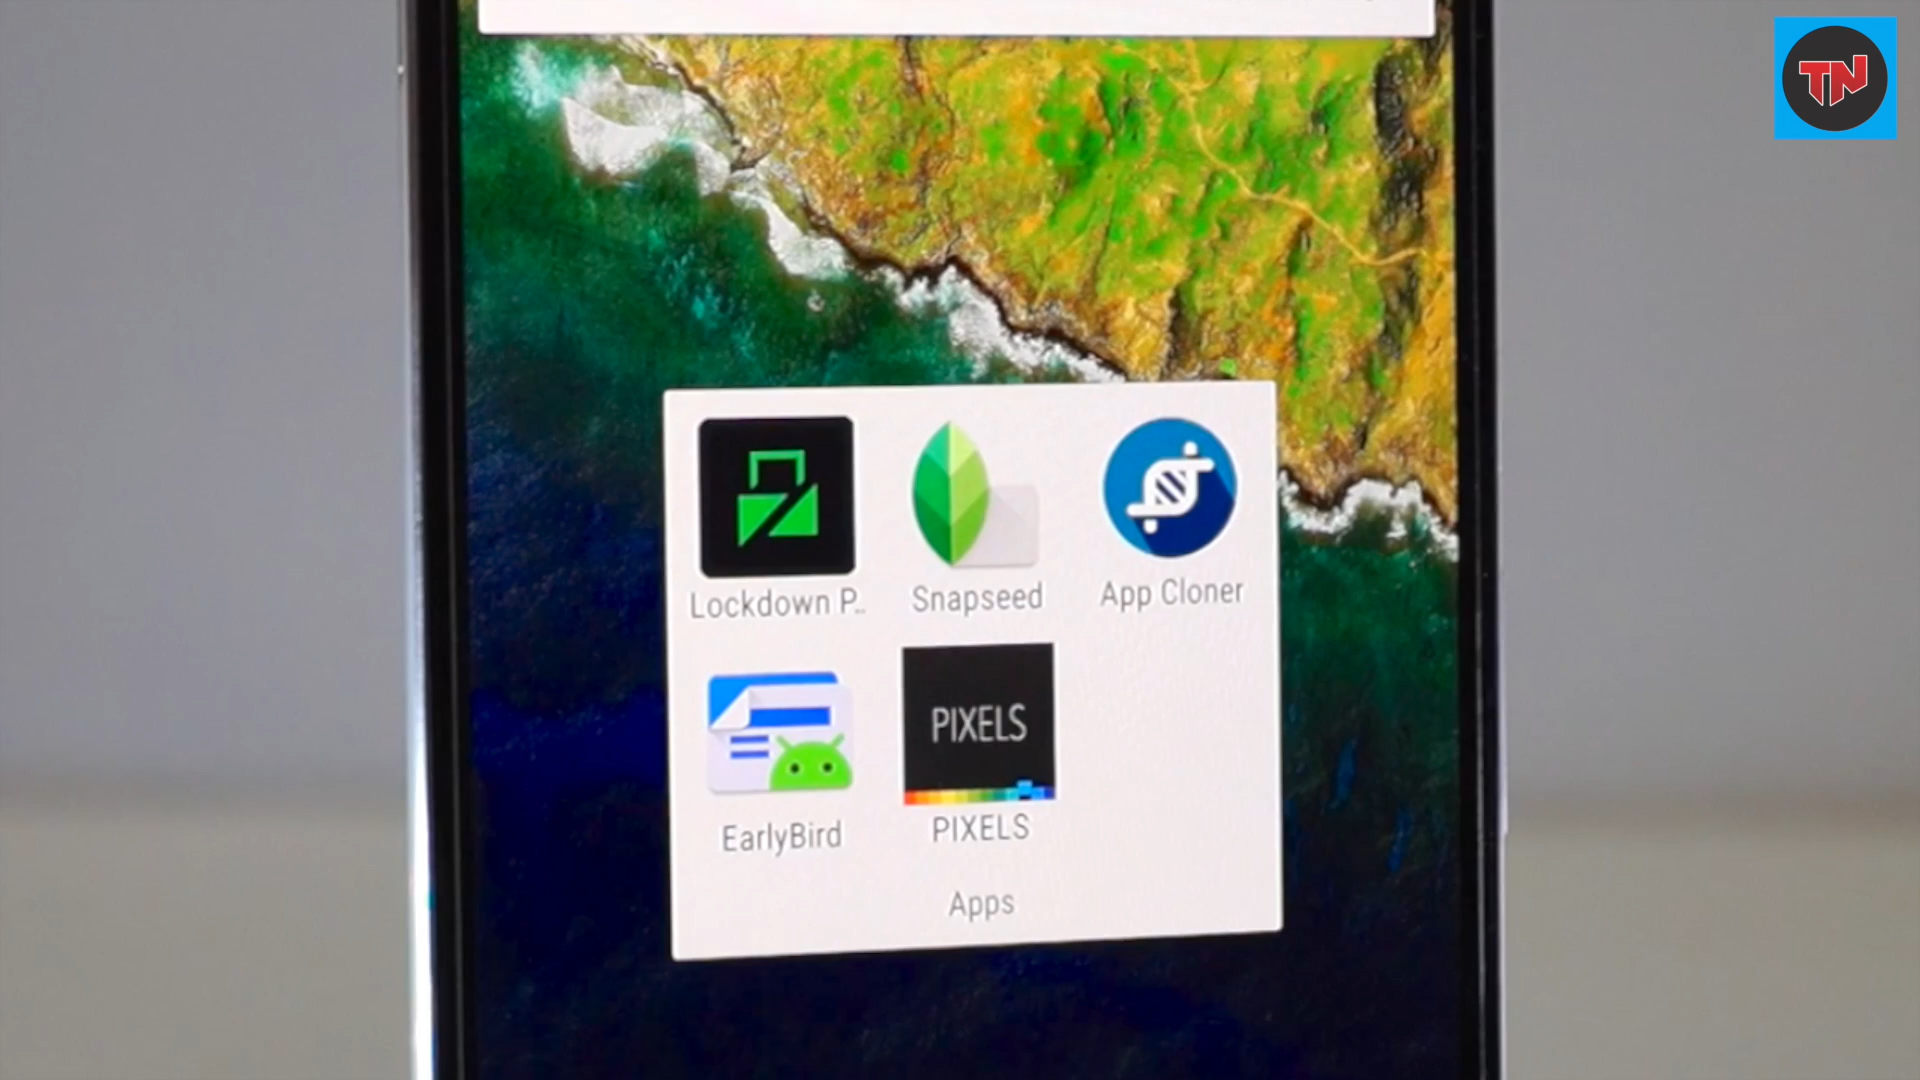 TN
Lockdown P..
Snapseed
App Cloner
PIXELS
EarlyBird
PIXELS
Apps